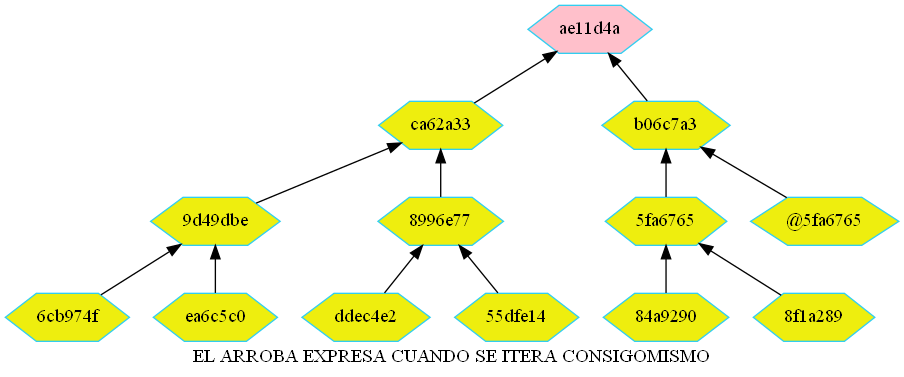 ae11d4a
ca62a33
b06c7a3
9d49dbe
8996e77
5fa6765
@5fa6765
6cb974f
ea6c5c0
ddec4e2
55dfe14
84a9290
8f1a289
EL ARROBA EXPRESA CUANDO SE ITERA CONSIGOMISMO